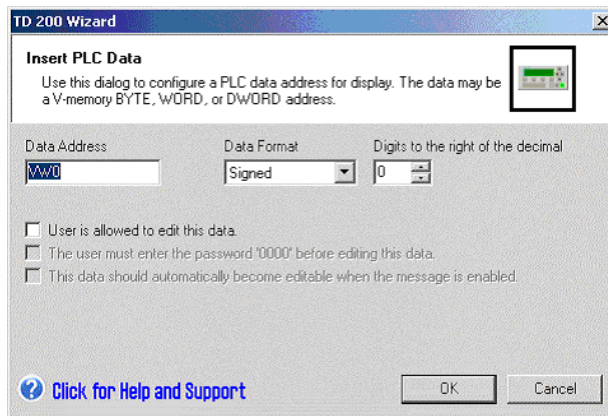 TD 200 Wizard
Insert PLC Data
Use this dialog to configure a PLC data address for display. The data may be
a V-memory BYTE, WORD, or DWORD address.
Data Address Data Format Digits to the right of the decimal
VW0 Signed 0
User is allowed to edit this data.
The user must enter the password '0000' before editing this data.
This data should automatically become editable when the message is enabled.
? Click for Help and Support OK Cancel